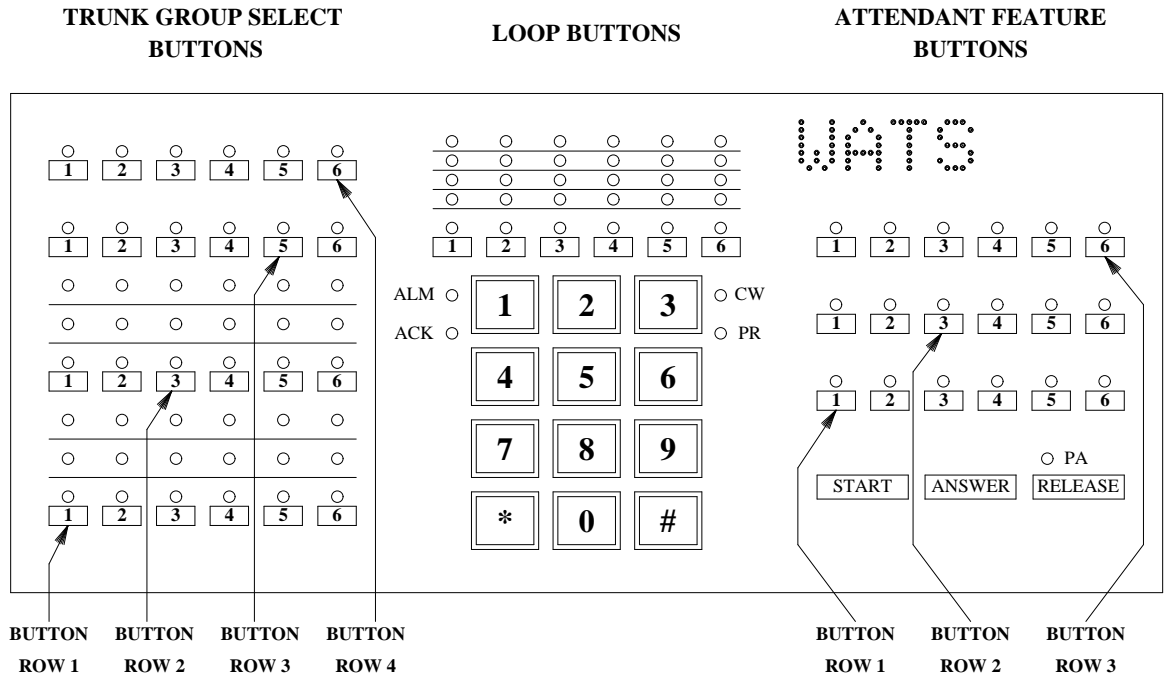 TRUNK GROUP SELECT
BUTTONS
LOOP BUTTONS
ATTENDANT FEATURE
BUTTONS
WATS
1 2 3 4 5 6
1 2 3 4 5 6
1 2 3 4 5 6
1 2 3 4 5 6
ALM 1 2 3 CW
ACK PR
1 2 3 4 5 6
1 2 3 4 5 6
4 5 6
1 2 3 4 5 6
1 2 3 4 5 6
7 8 9
PA
START ANSWER RELEASE
1 2 3 4 5 6
* 0 #
BUTTON
ROW 1
BUTTON
ROW 2
BUTTON
ROW 3
BUTTON
ROW 4
BUTTON
ROW 1
BUTTON
ROW 2
BUTTON
ROW 3